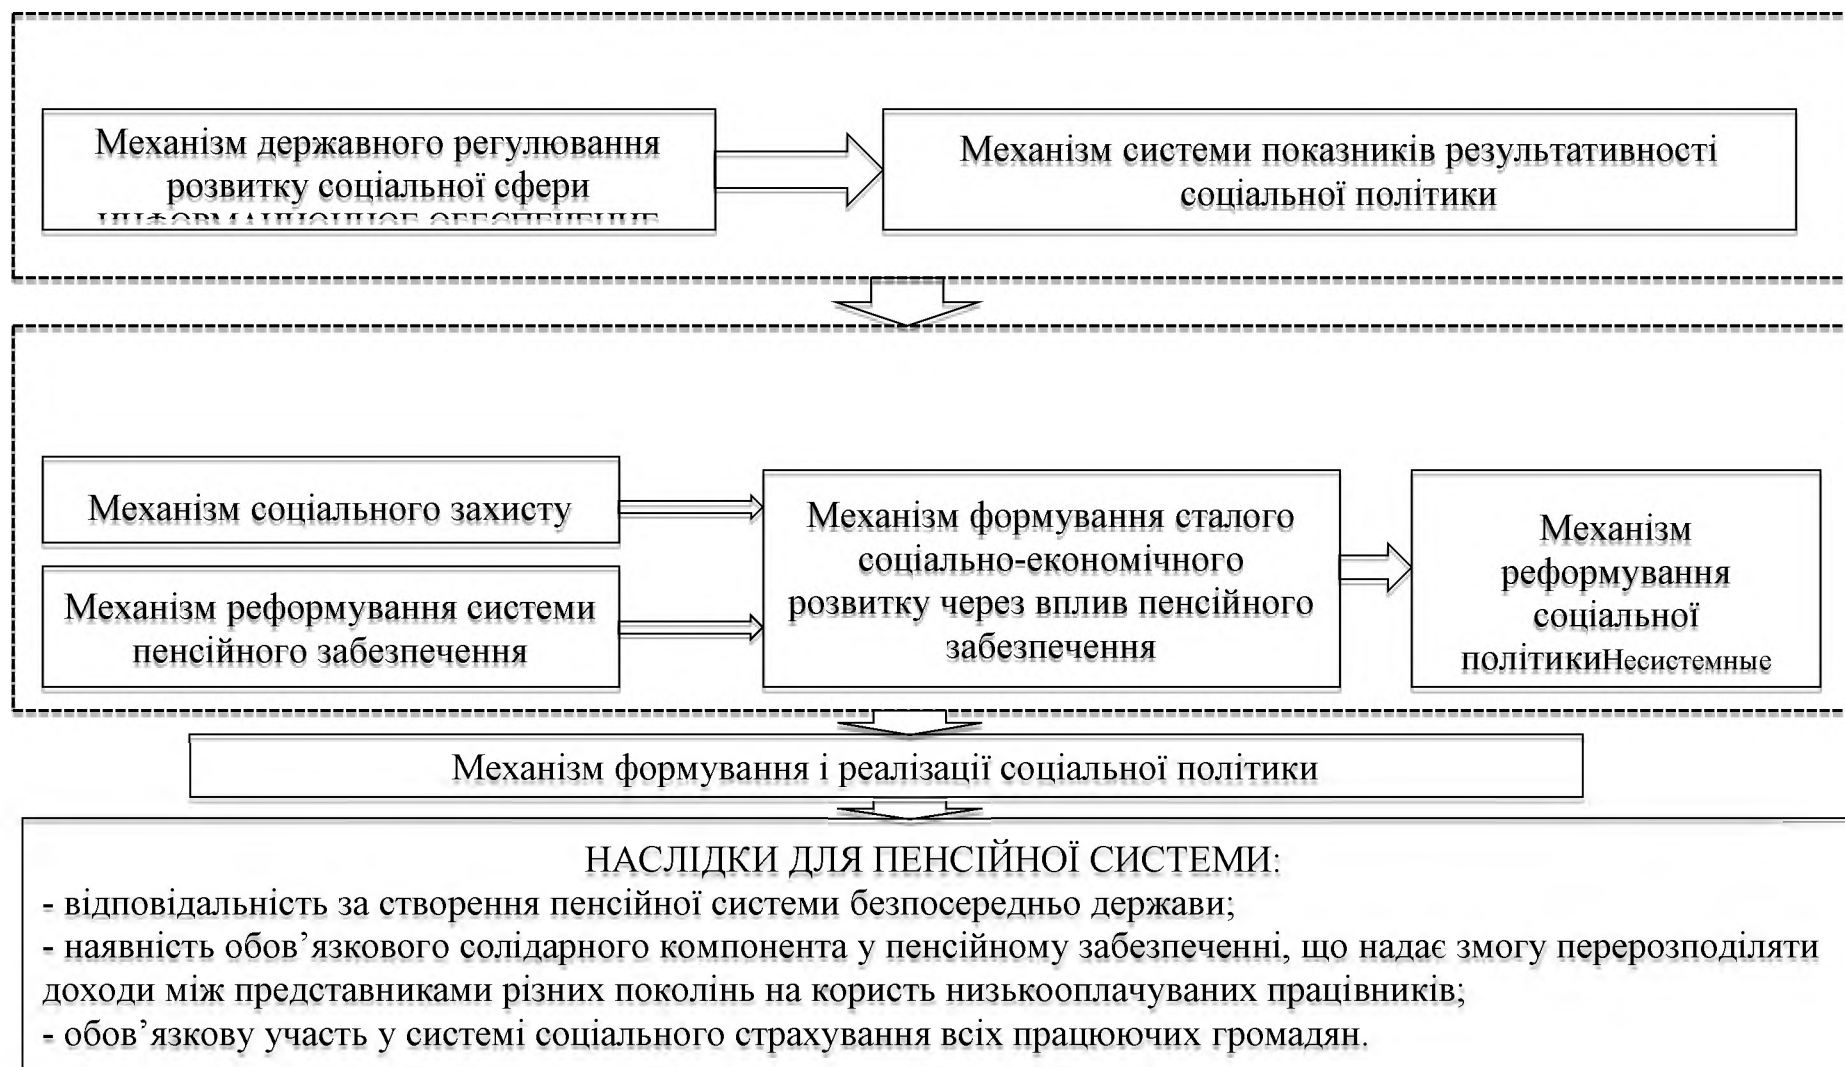 Механізм державного регулювання
розвитку соціальної сфери
ИНФОРМАЦИОННОЕ ОБЕСПЕЧЕНИЕ
Механізм системи показників результативності
соціальної політики
Механізм соціального захисту
Механізм реформування системи
пенсійного забезпечення
Механізм формування сталого
соціально-економічного
розвитку через вплив пенсійного
забезпечення
Механізм
реформування
соціальної
політикиНесистемные
Механізм формування і реалізації соціальної політики
НАСЛІДКИ ДЛЯ ПЕНСІЙНОЇ СИСТЕМИ:
- відповідальність за створення пенсійної системи безпосередньо держави;
- наявність обов’язкового солідарного компонента у пенсійному забезпеченні, що надає змогу перерозподіляти
доходи між представниками різних поколінь на користь низькооплачуваних працівників;
- обов’язкову участь у системі соціального страхування всіх працюючих громадян.